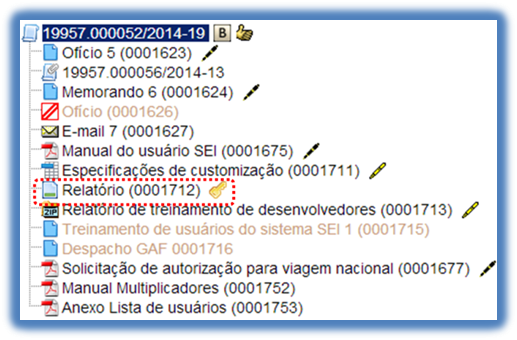 19957.000052/2014-19 B
Ofício 5 (0001623)
19957.000056/2014-13
Memorando 6 (0001624)
Ofício (0001626)
E-mail 7 (0001627)
Manual do usuário SEI (0001675)
Especificações de customização (0001711)
Relatório (0001712)
ZIP Relatório de treinamento de desenvolvedores (0001713)
Treinamento de usuários do sistema SEI 1 (0001715)
Despacho GAF 0001716
Solicitação de autorização para viagem nacional (0001677)
Manual Multiplicadores (0001752)
Anexo Lista de usuários (0001753)